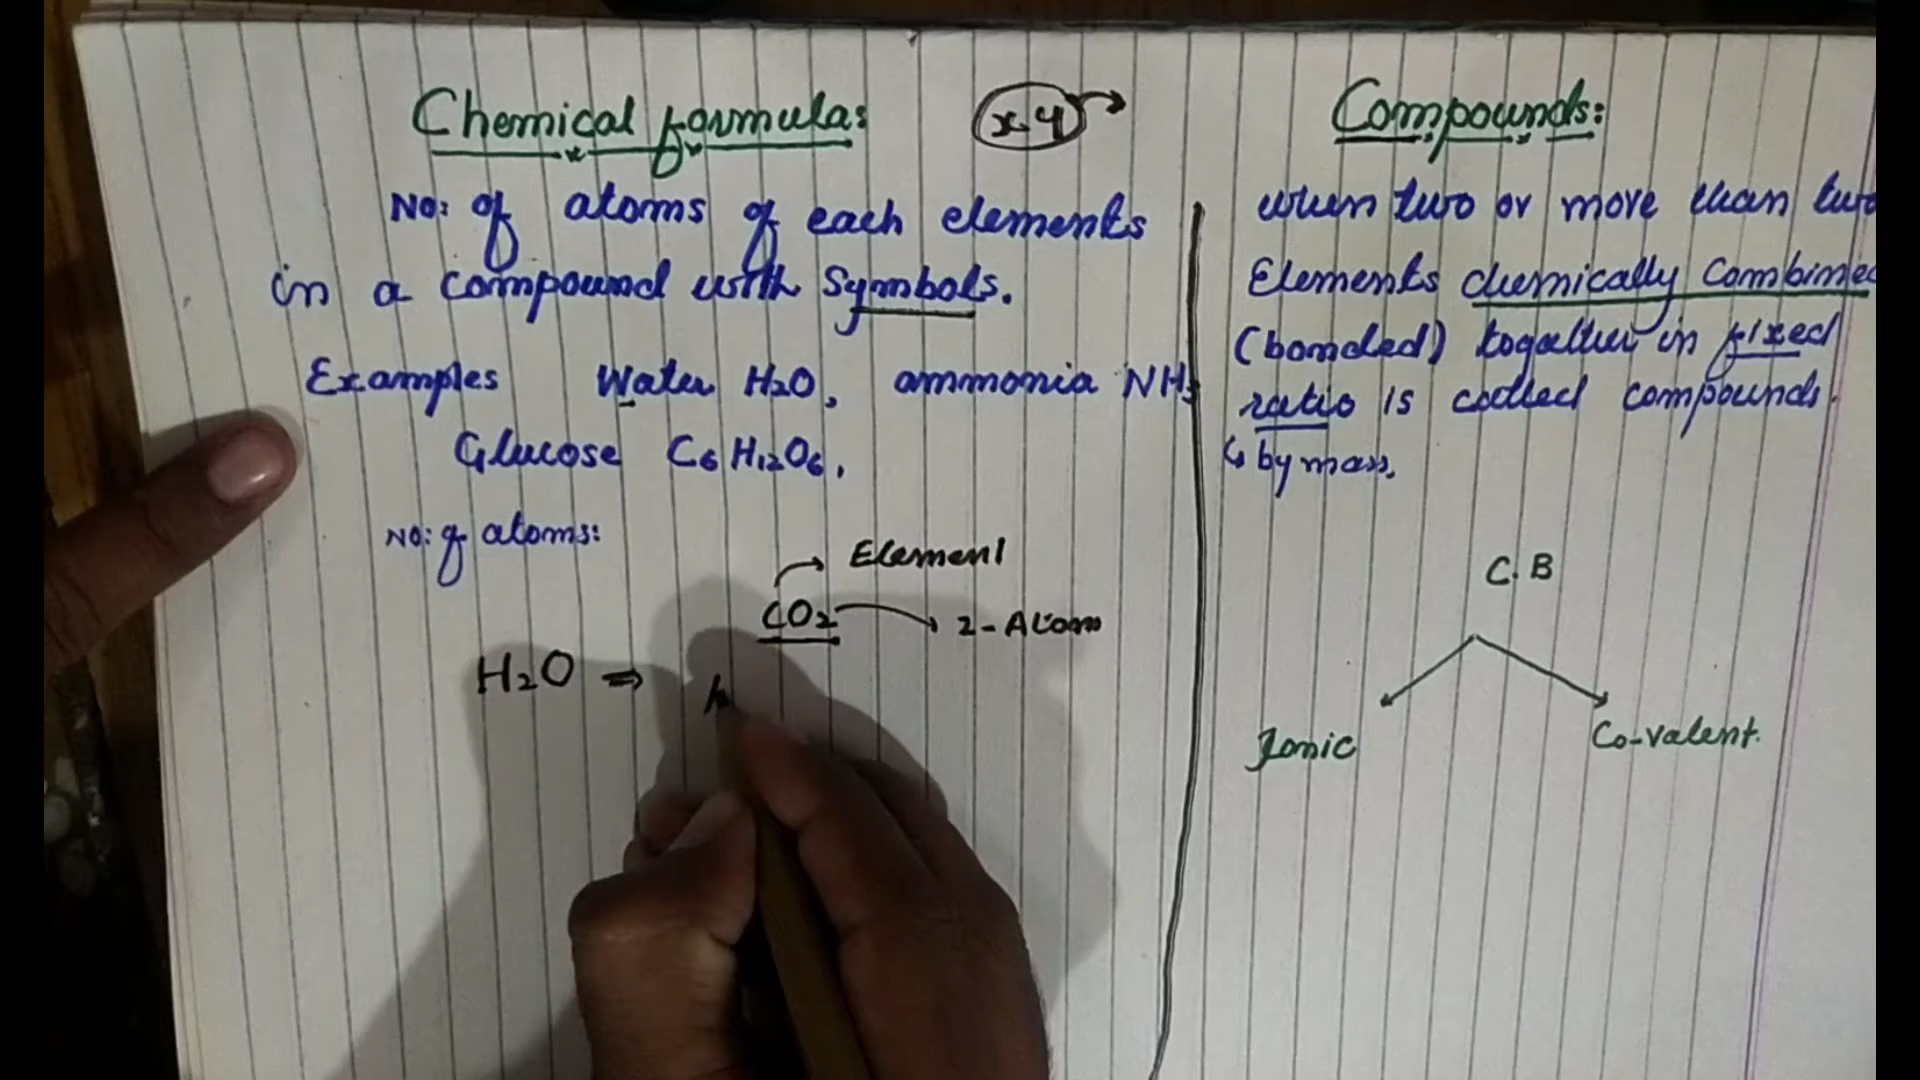 Chemical formula:
x-4
No: of atoms of each elements
in a compound with Symbols.
Examples Water H2O, ammonia NH3
Glucose C6H12O6,
No: of atoms:
Element
CO2
2-Atoms
H2O ⇒
Compounds:
when two or more than two
Elements chemically Combined
(bonded) together in fixed
ratio is called compounds.
↳ by mass.
C.B
Ionic
Co-valent.